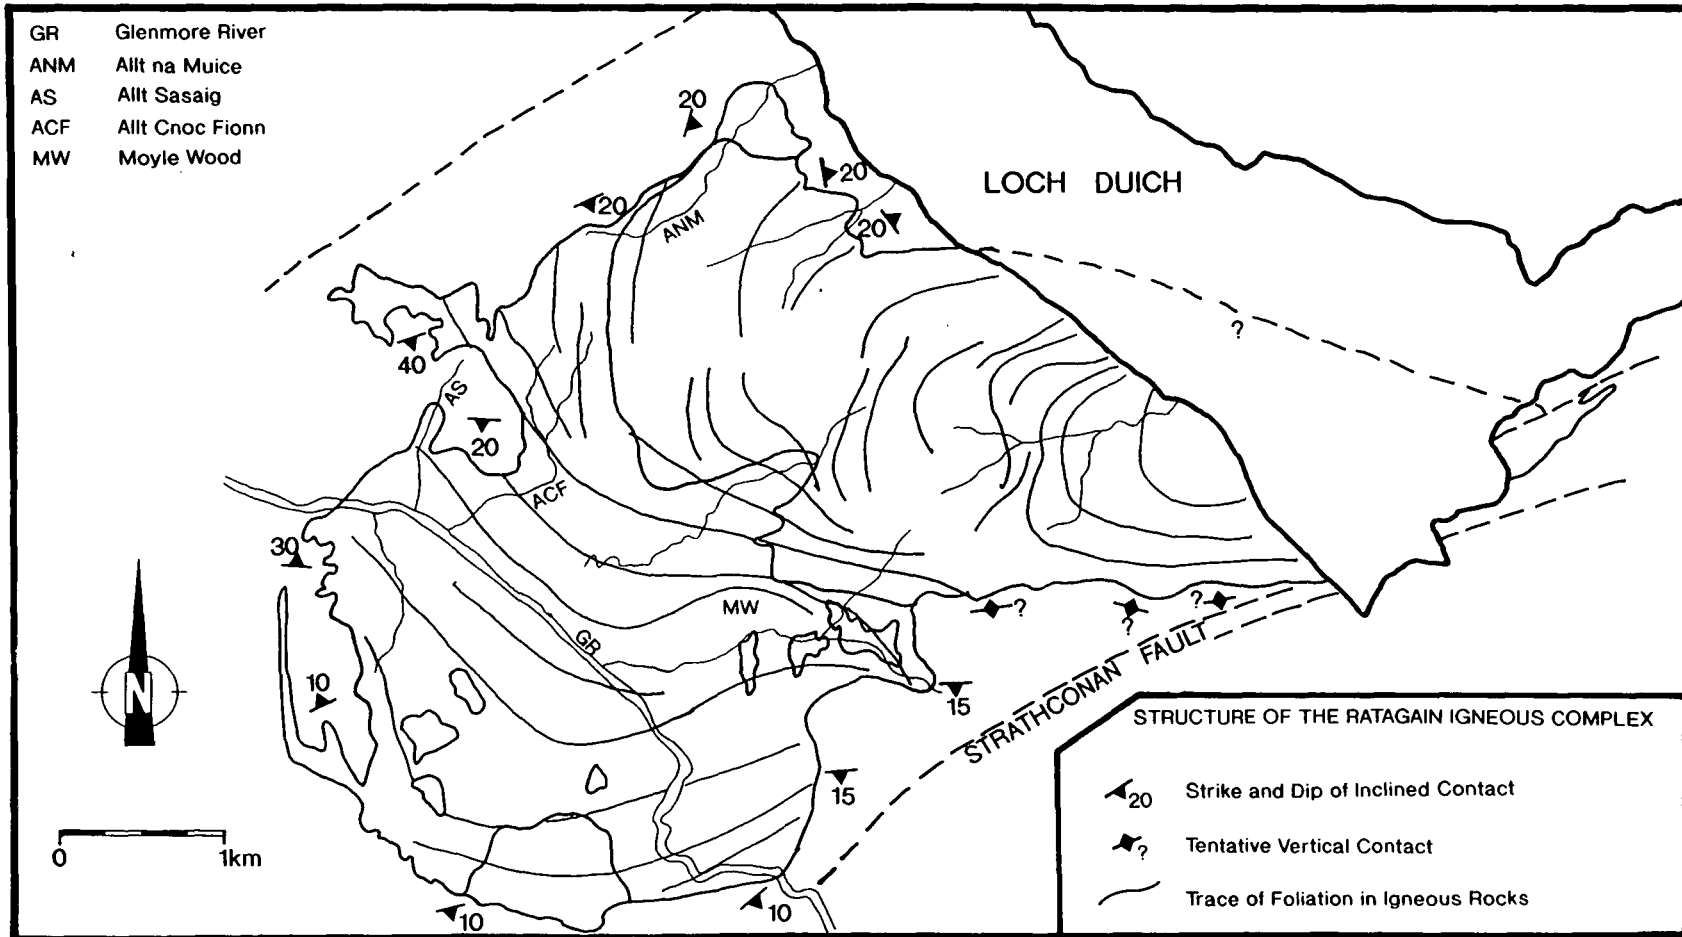 GR Glenmore River
ANM Allt na Muice
AS Allt Sasaig
ACF Allt Cnoc Fionn
MW Moyle Wood
20
20
20
20
LOCH DUICH
ANM
?
40
AS
20
ACF
30
MW
GR
?
?
?
10
15
STRATHCONAN FAULT
15
10
10
N
0 1km
STRUCTURE OF THE RATAGAIN IGNEOUS COMPLEX
20 Strike and Dip of Inclined Contact
? Tentative Vertical Contact
Trace of Foliation in Igneous Rocks